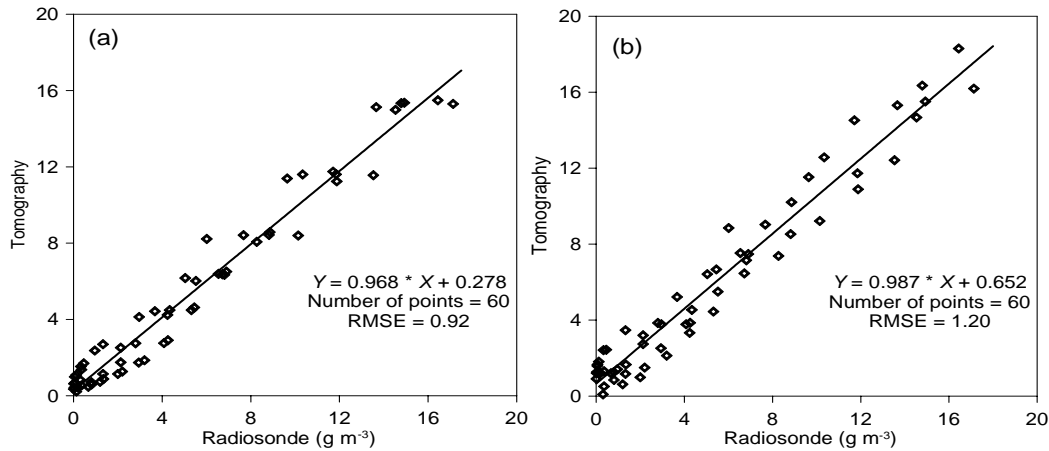 (a)
20
16
12
8
4
0
Tomography
Y = 0.968 * X + 0.278
Number of points = 60
RMSE = 0.92
0 4 8 12 16 20
Radiosonde (g m⁻³)
(b)
20
16
12
8
4
0
Tomography
Y = 0.987 * X + 0.652
Number of points = 60
RMSE = 1.20
0 4 8 12 16 20
Radiosonde (g m⁻³)